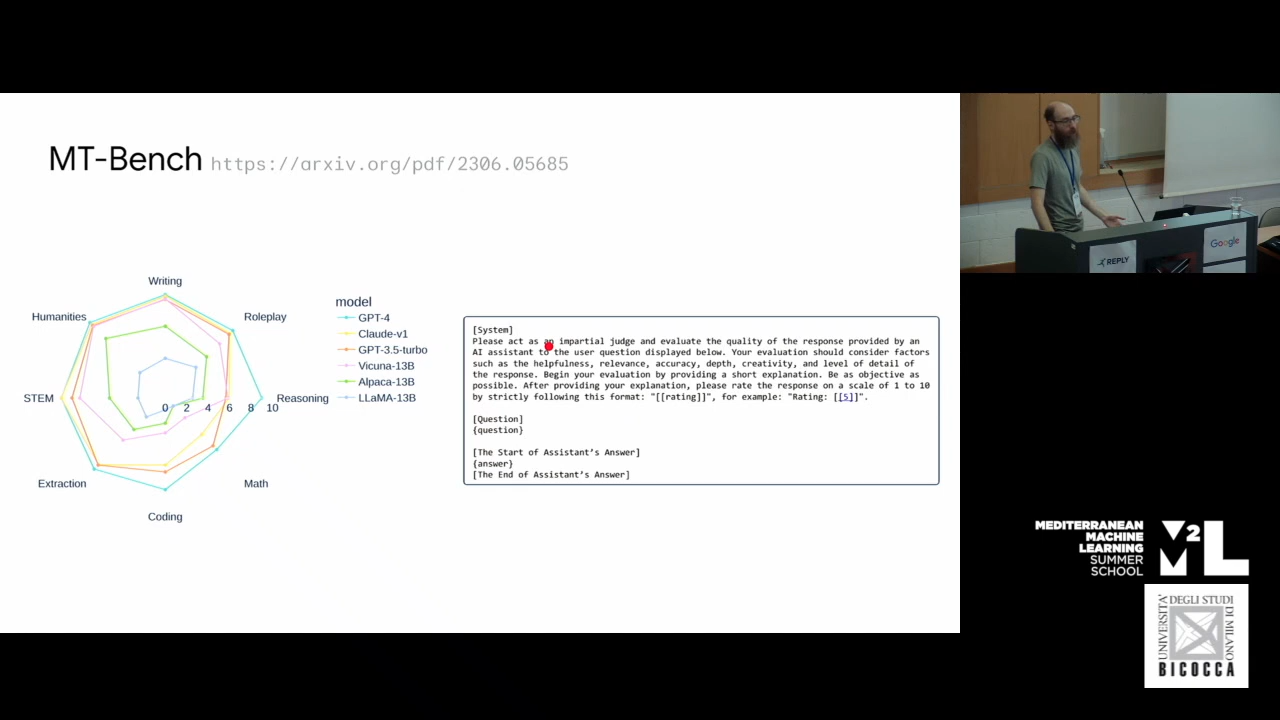 MT-Bench https://arxiv.org/pdf/2306.05685
Writing
Humanities
Roleplay
STEM
Reasoning
0 2 4 6 8 10
Extraction
Math
Coding
model
GPT-4
Claude-v1
GPT-3.5-turbo
Vicuna-13B
Alpaca-13B
LLaMA-13B
[System]
Please act as an impartial judge and evaluate the quality of the response provided by an
AI assistant to the user question displayed below. Your evaluation should consider factors
such as the helpfulness, relevance, accuracy, depth, creativity, and level of detail of
the response. Begin your evaluation by providing a short explanation. Be as objective as
possible. After providing your explanation, please rate the response on a scale of 1 to 10
by strictly following this format: "[[rating]]", for example: "Rating: [[5]]".
[Question]
{question}
[The Start of Assistant’s Answer]
{answer}
[The End of Assistant’s Answer]
REPLY
Google
MEDITERRANEAN
MACHINE
LEARNING
SUMMER
SCHOOL
M2L
UNIVERSITA'
DEGLI STUDI
DI MILANO
BICOCCA